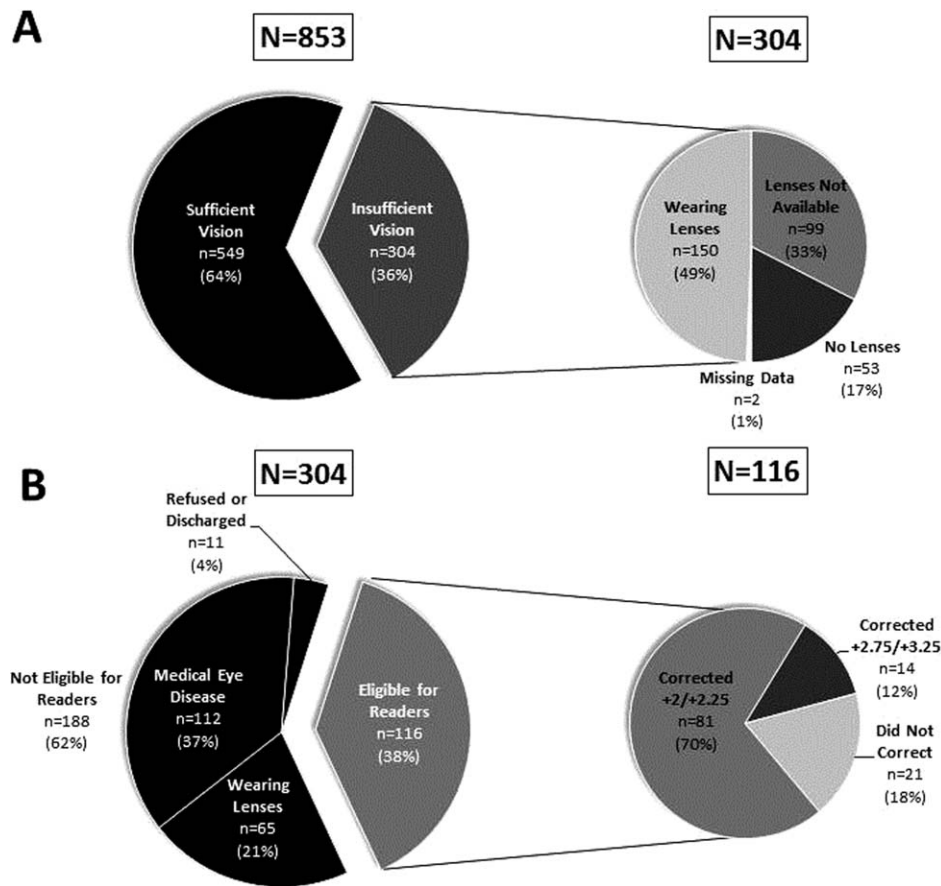 A
N=853
N=304
Sufficient
Vision
n=549
(64%)
Insufficient
Vision
n=304
(36%)
Wearing
Lenses
n=150
(49%)
Lenses Not
Available
n=99
(33%)
No Lenses
n=53
(17%)
Missing Data
n=2
(1%)
B
N=304
N=116
Refused or
Discharged
n=11
(4%)
Not Eligible for
Readers
n=188
(62%)
Medical Eye
Disease
n=112
(37%)
Wearing
Lenses
n=65
(21%)
Eligible for
Readers
n=116
(38%)
Corrected
+2/+2.25
n=81
(70%)
Corrected
+2.75/+3.25
n=14
(12%)
Did Not
Correct
n=21
(18%)